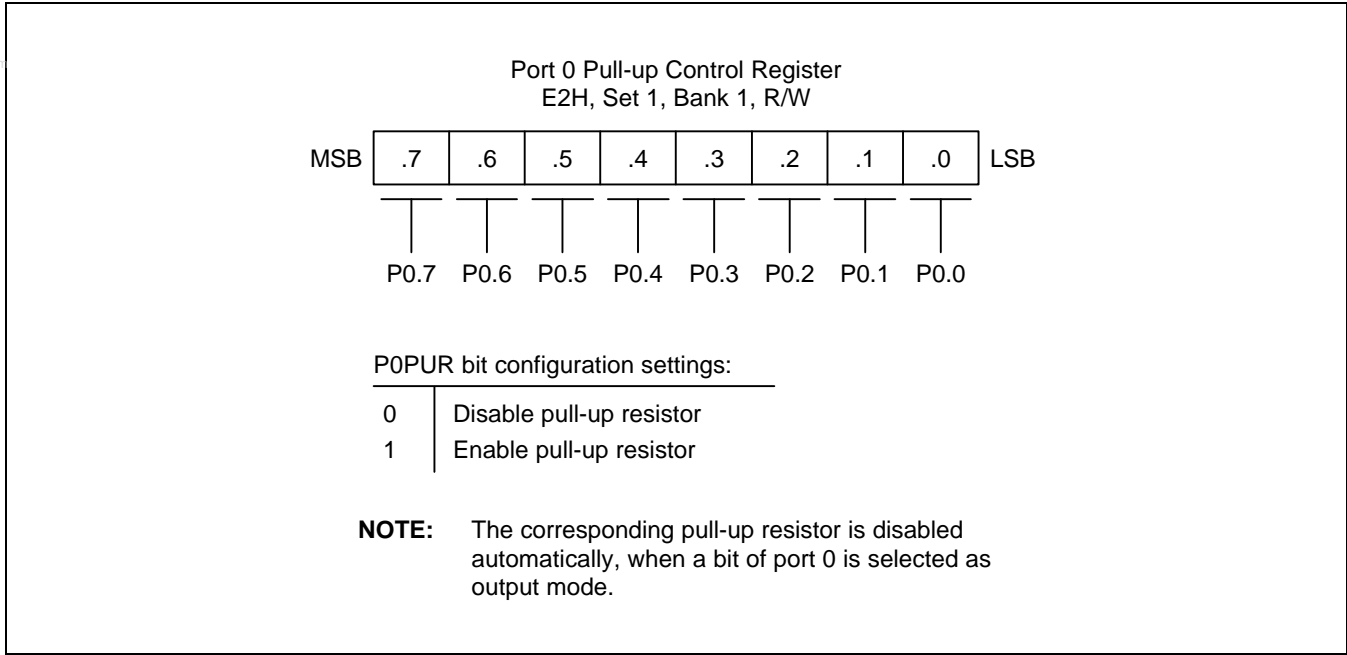 Port 0 Pull-up Control Register
E2H, Set 1, Bank 1, R/W
MSB .7 .6 .5 .4 .3 .2 .1 .0 LSB
P0.7 P0.6 P0.5 P0.4 P0.3 P0.2 P0.1 P0.0
P0PUR bit configuration settings:
0 Disable pull-up resistor
1 Enable pull-up resistor
NOTE: The corresponding pull-up resistor is disabled
automatically, when a bit of port 0 is selected as
output mode.